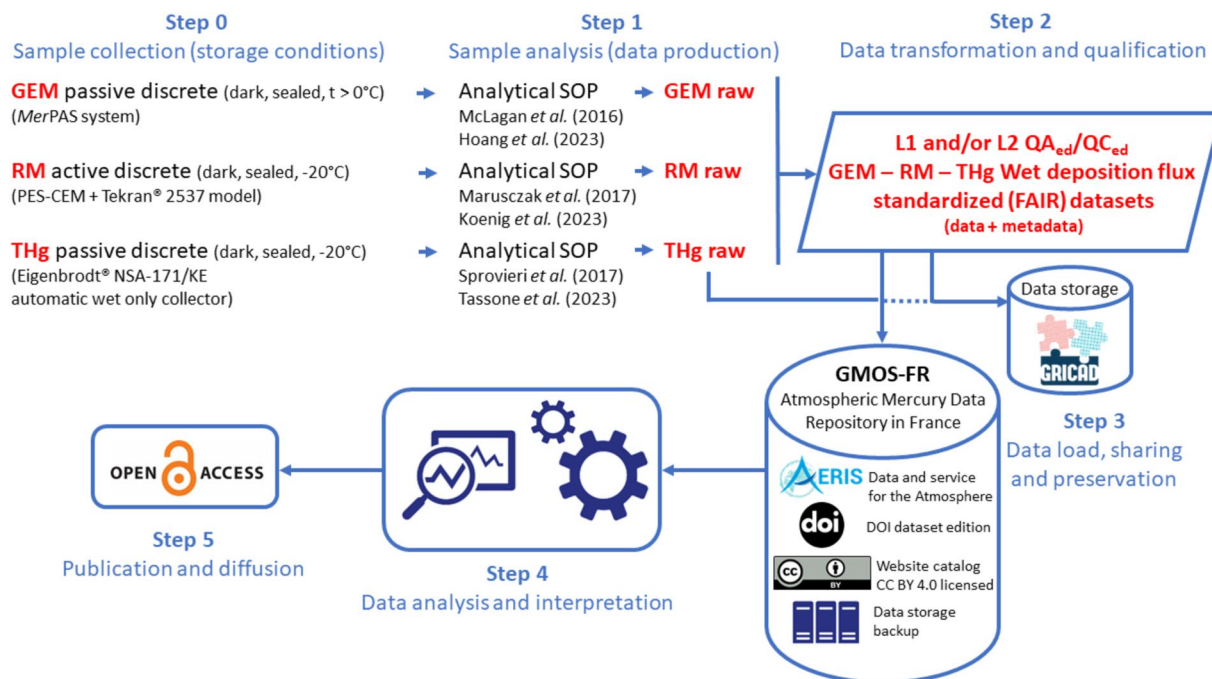 Step 0
Sample collection (storage conditions)
GEM passive discrete (dark, sealed, t > 0°C)
(MerPAS system)
RM active discrete (dark, sealed, -20°C)
(PES-CEM + Tekran® 2537 model)
THg passive discrete (dark, sealed, -20°C)
(Eigenbrodt® NSA-171/KE
automatic wet only collector)
Step 1
Sample analysis (data production)
Analytical SOP
McLagan et al. (2016)
Hoang et al. (2023)
GEM raw
Analytical SOP
Marusczak et al. (2017)
Koenig et al. (2023)
RM raw
Analytical SOP
Sprovieri et al. (2017)
Tassone et al. (2023)
THg raw
Step 2
Data transformation and qualification
L1 and/or L2 QAed/QCed
GEM – RM – THg Wet deposition flux
standardized (FAIR) datasets
(data + metadata)
Data storage
GRICAD
Step 3
Data load, sharing
and preservation
GMOS-FR
Atmospheric Mercury Data
Repository in France
AERIS
Data and service
for the Atmosphere
doi
DOI dataset edition
cc
BY
Website catalog
CC BY 4.0 licensed
Data storage
backup
Step 4
Data analysis and interpretation
OPEN ACCESS
Step 5
Publication and diffusion